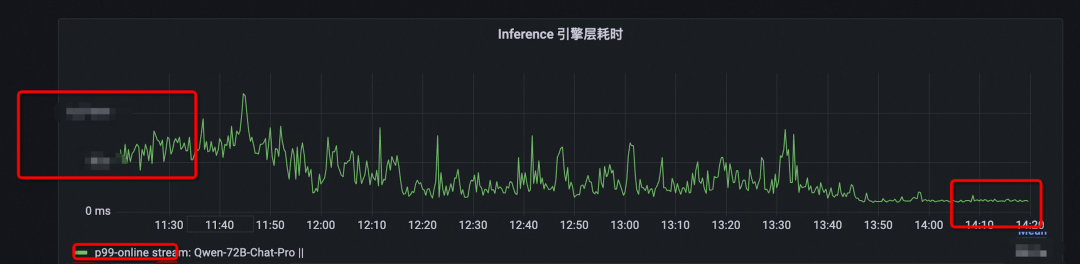 Inference 引擎层耗时
0 ms
11:30 11:40 11:50 12:00 12:10 12:20 12:30 12:40 12:50 13:00 13:10 13:20 13:30 13:40 13:50 14:00 14:10 14:20
Mean
p99-online stream: Qwen-72B-Chat-Pro ||